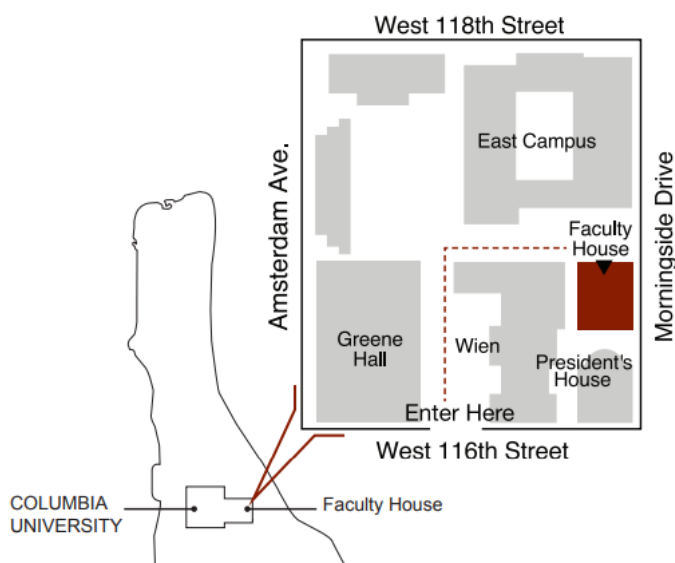 West 118th Street
Amsterdam Ave.
East Campus
Morningside Drive
Faculty
House
Greene
Hall
Wien
President's
House
Enter Here
West 116th Street
COLUMBIA
UNIVERSITY
Faculty House